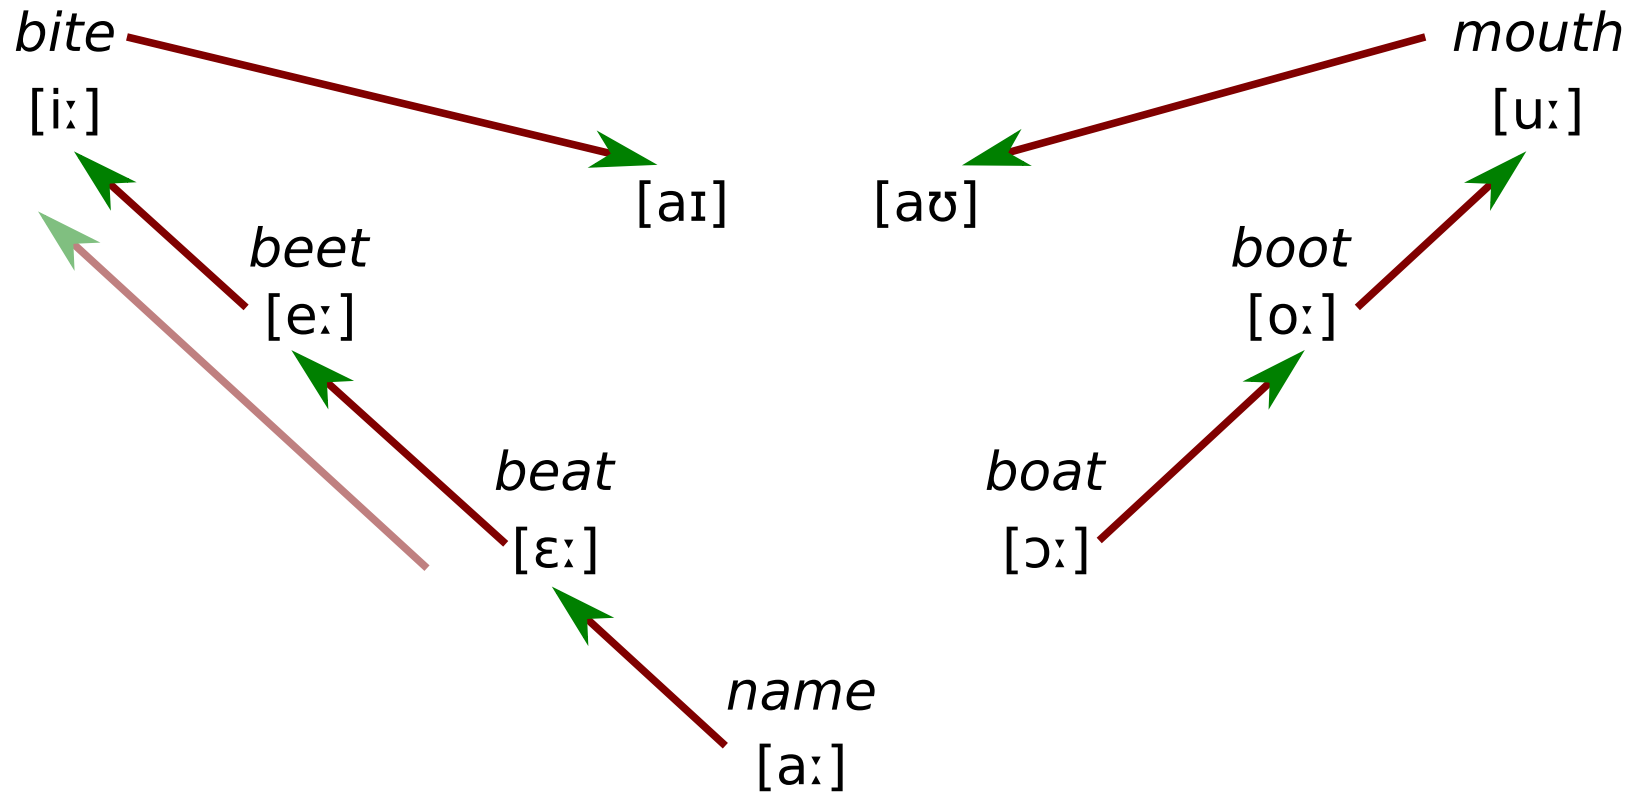 bite
[iː]
mouth
[uː]
[aɪ]
[aʊ]
beet
[eː]
boot
[oː]
beat
[ɛː]
boat
[ɔː]
name
[aː]